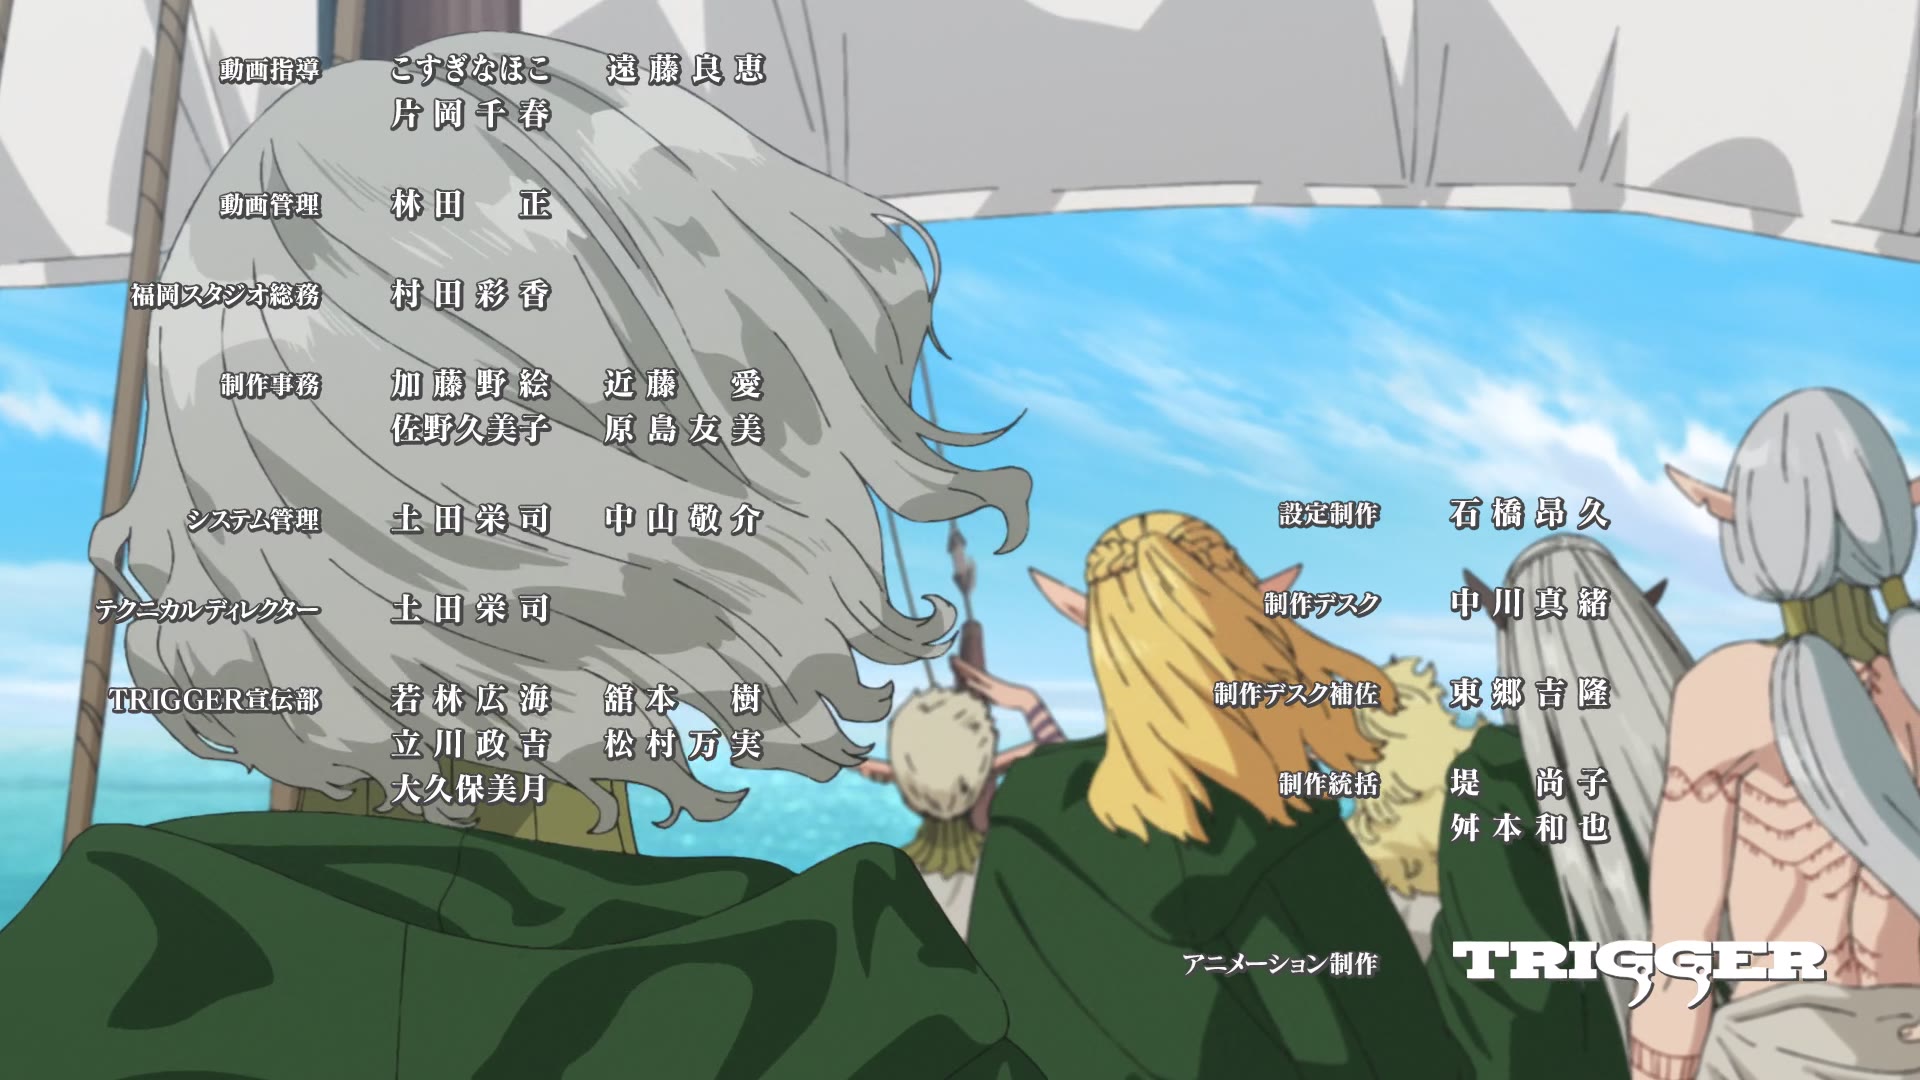 動画指導 こすぎなほこ 遠藤良恵
片岡千春
動画管理 林田 正
福岡スタジオ総務 村田彩香
制作事務 加藤野絵 近藤 愛
佐野久美子 原島友美
システム管理 土田栄司 中山敬介
テクニカルディレクター 土田栄司
TRIGGER宣伝部 若林広海 舘本 樹
立川政吉 松村万実
大久保美月
設定制作 石橋昂久
制作デスク 中川真緒
制作デスク補佐 東郷吉隆
制作統括 堤 尚子
舛本和也
アニメーション制作 TRIGGER